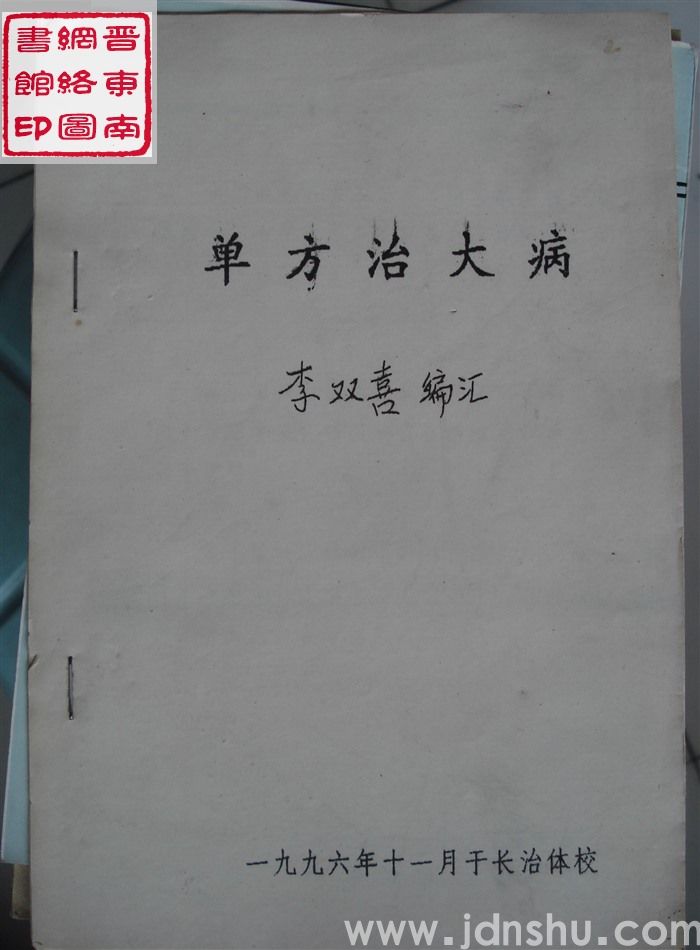 晋东南
網絡圖
書館印
单方治大病
李双喜编汇
一九九六年十一月于长治体校
www.jdnshu.com